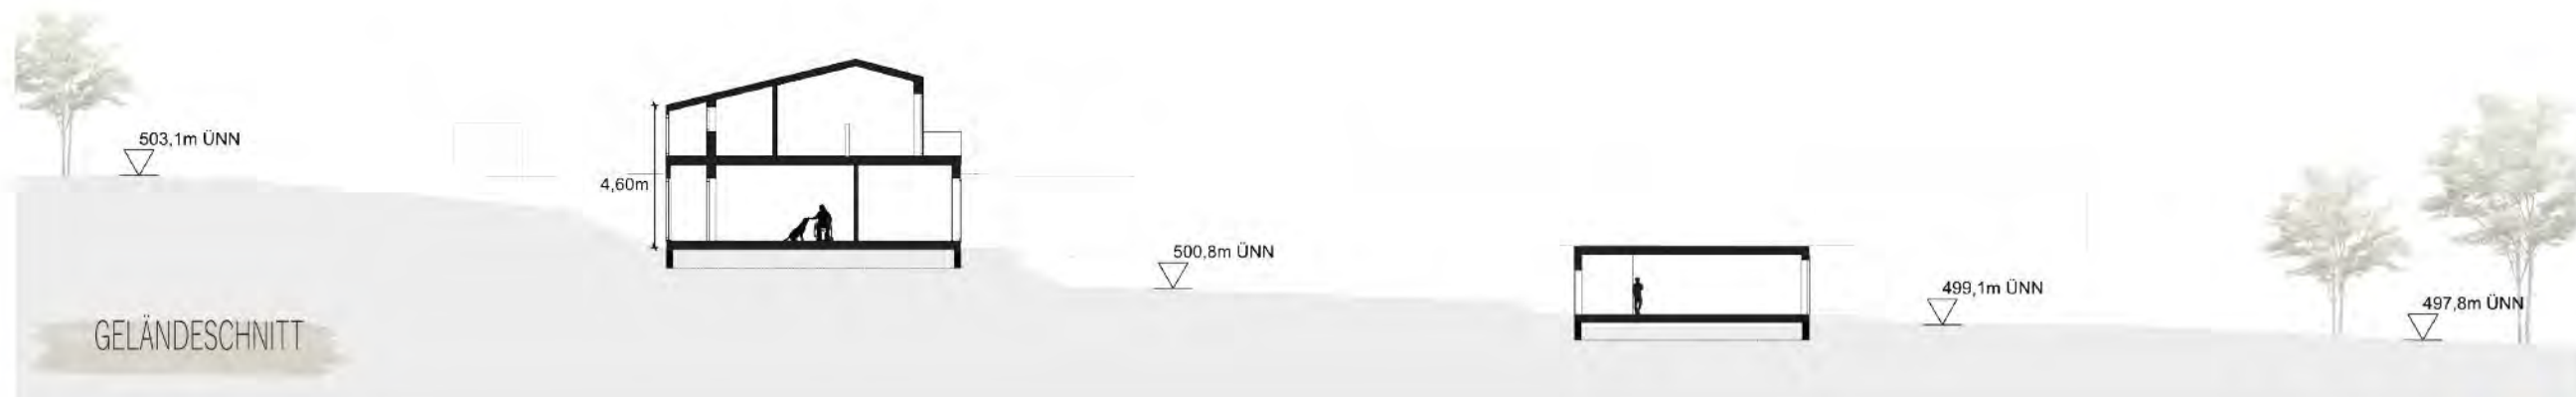 503,1m ÜNN
4,60m
500,8m ÜNN
499,1m ÜNN
497,8m ÜNN
GELÄNDESCHNITT